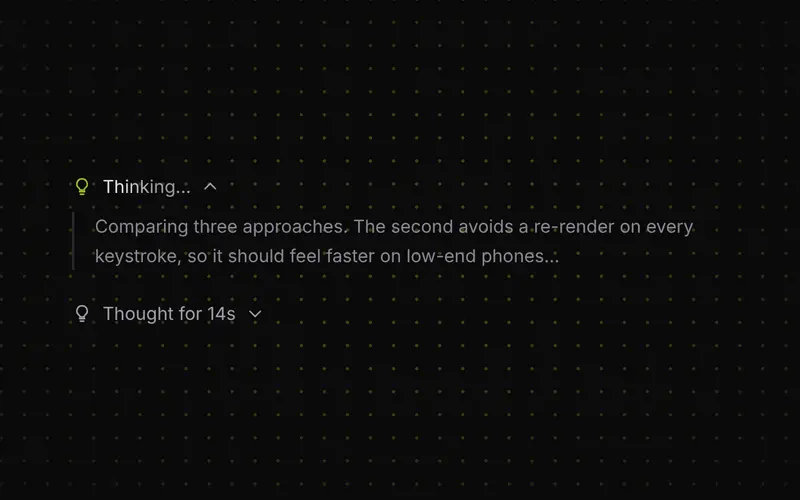 Thinking...
Comparing three approaches. The second avoids a re-render on every
keystroke, so it should feel faster on low-end phones...
Thought for 14s